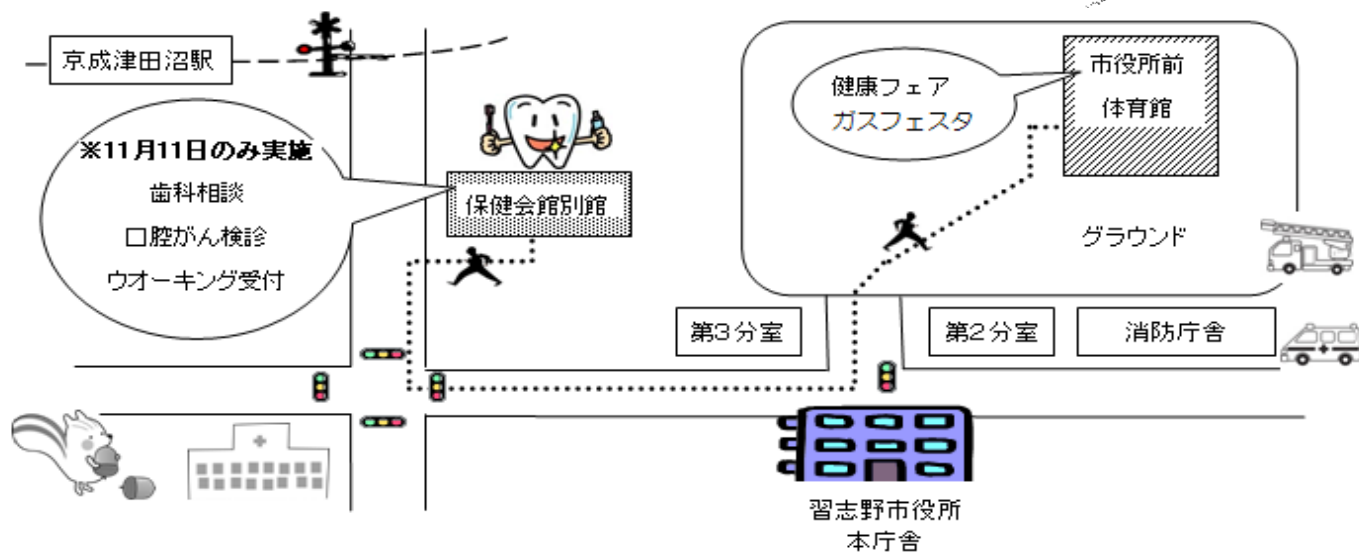 京成津田沼駅
※11月11日のみ実施
歯科相談
口腔がん検診
ウオーキング受付
保健会館別館
健康フェア
ガスフェスタ
市役所前
体育館
グラウンド
第3分室
第2分室
消防庁舎
習志野市役所
本庁舎